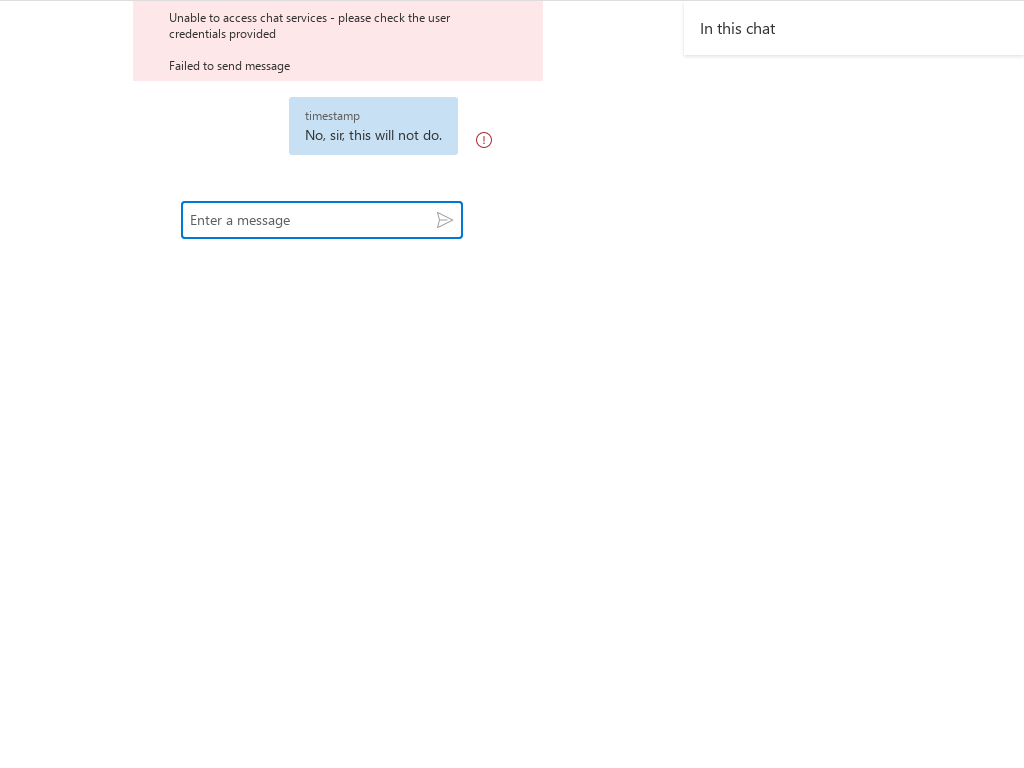 Unable to access chat services - please check the user
credentials provided
Failed to send message
In this chat
timestamp
No, sir, this will not do.
Enter a message